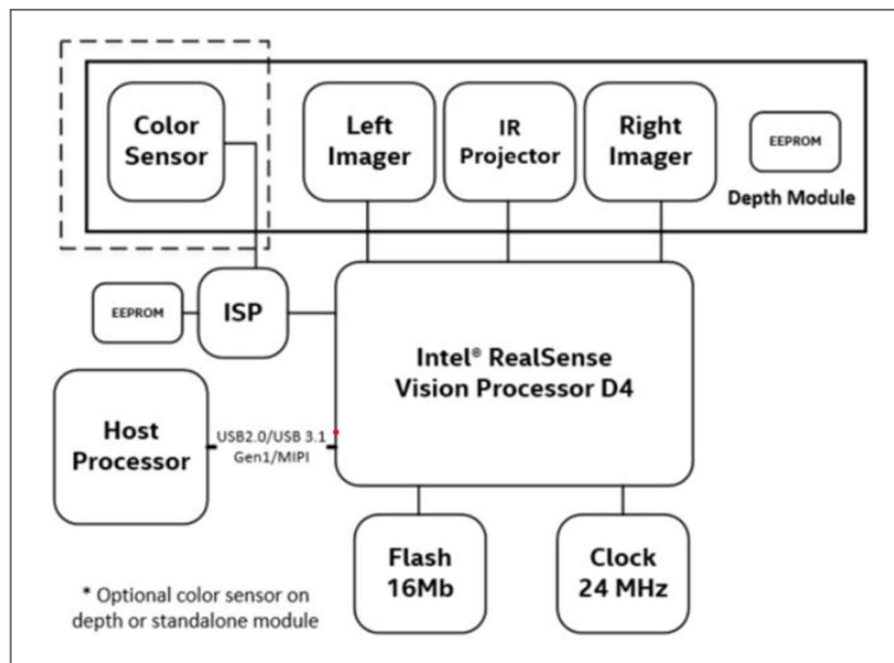 Color
Sensor
Left
Imager
IR
Projector
Right
Imager
EEPROM
Depth Module
EEPROM
ISP
Intel® RealSense
Vision Processor D4
Host
Processor
USB2.0/USB 3.1
Gen1/MIPI
Flash
16Mb
Clock
24 MHz
* Optional color sensor on
depth or standalone module